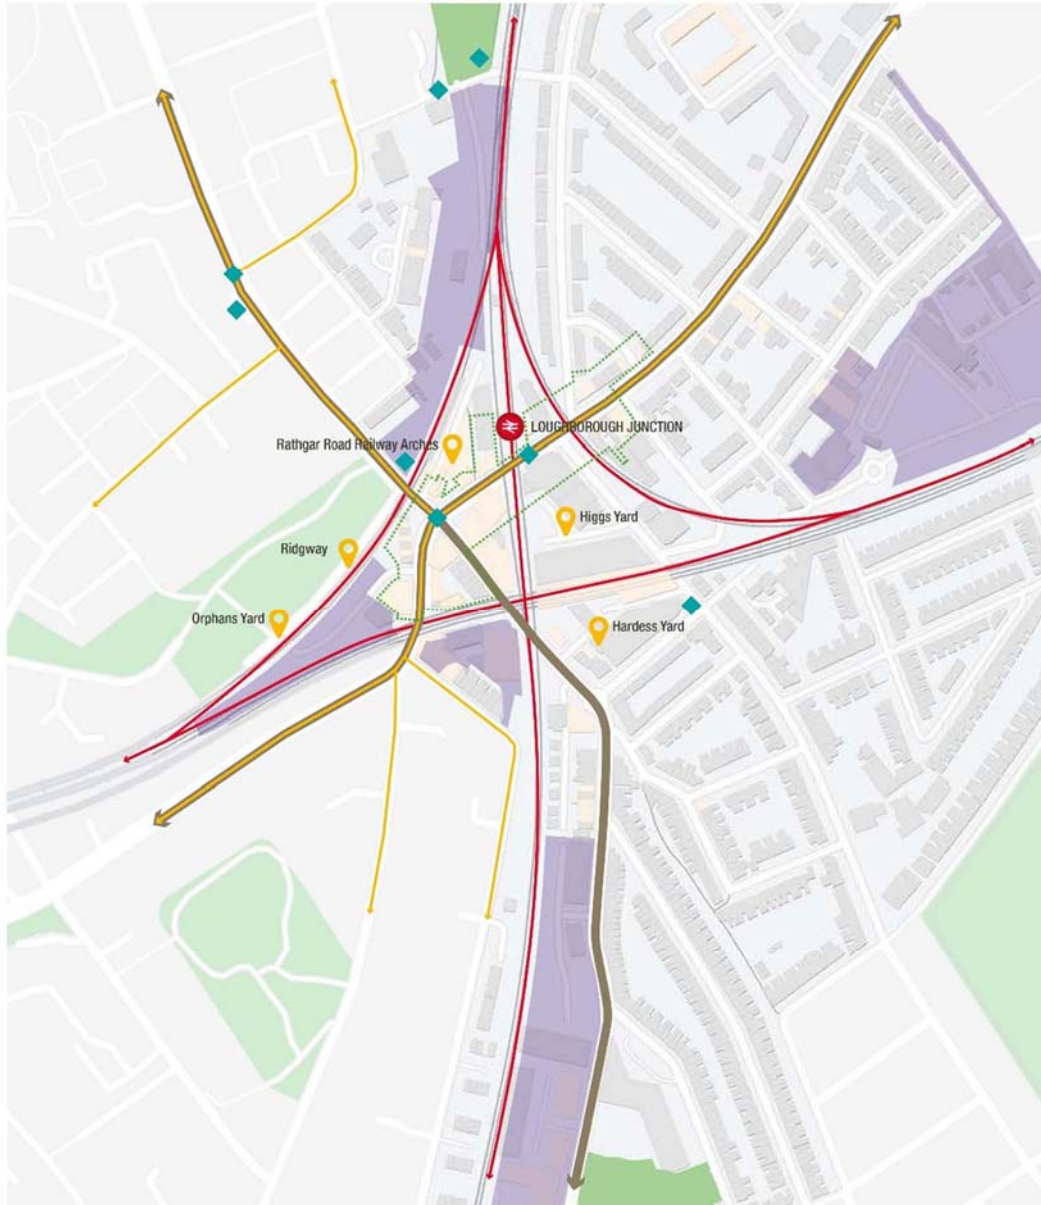 LOUGHBOROUGH JUNCTION
Rathgar Road Railway Arches
Higgs Yard
Ridgway
Orphans Yard
Hardess Yard